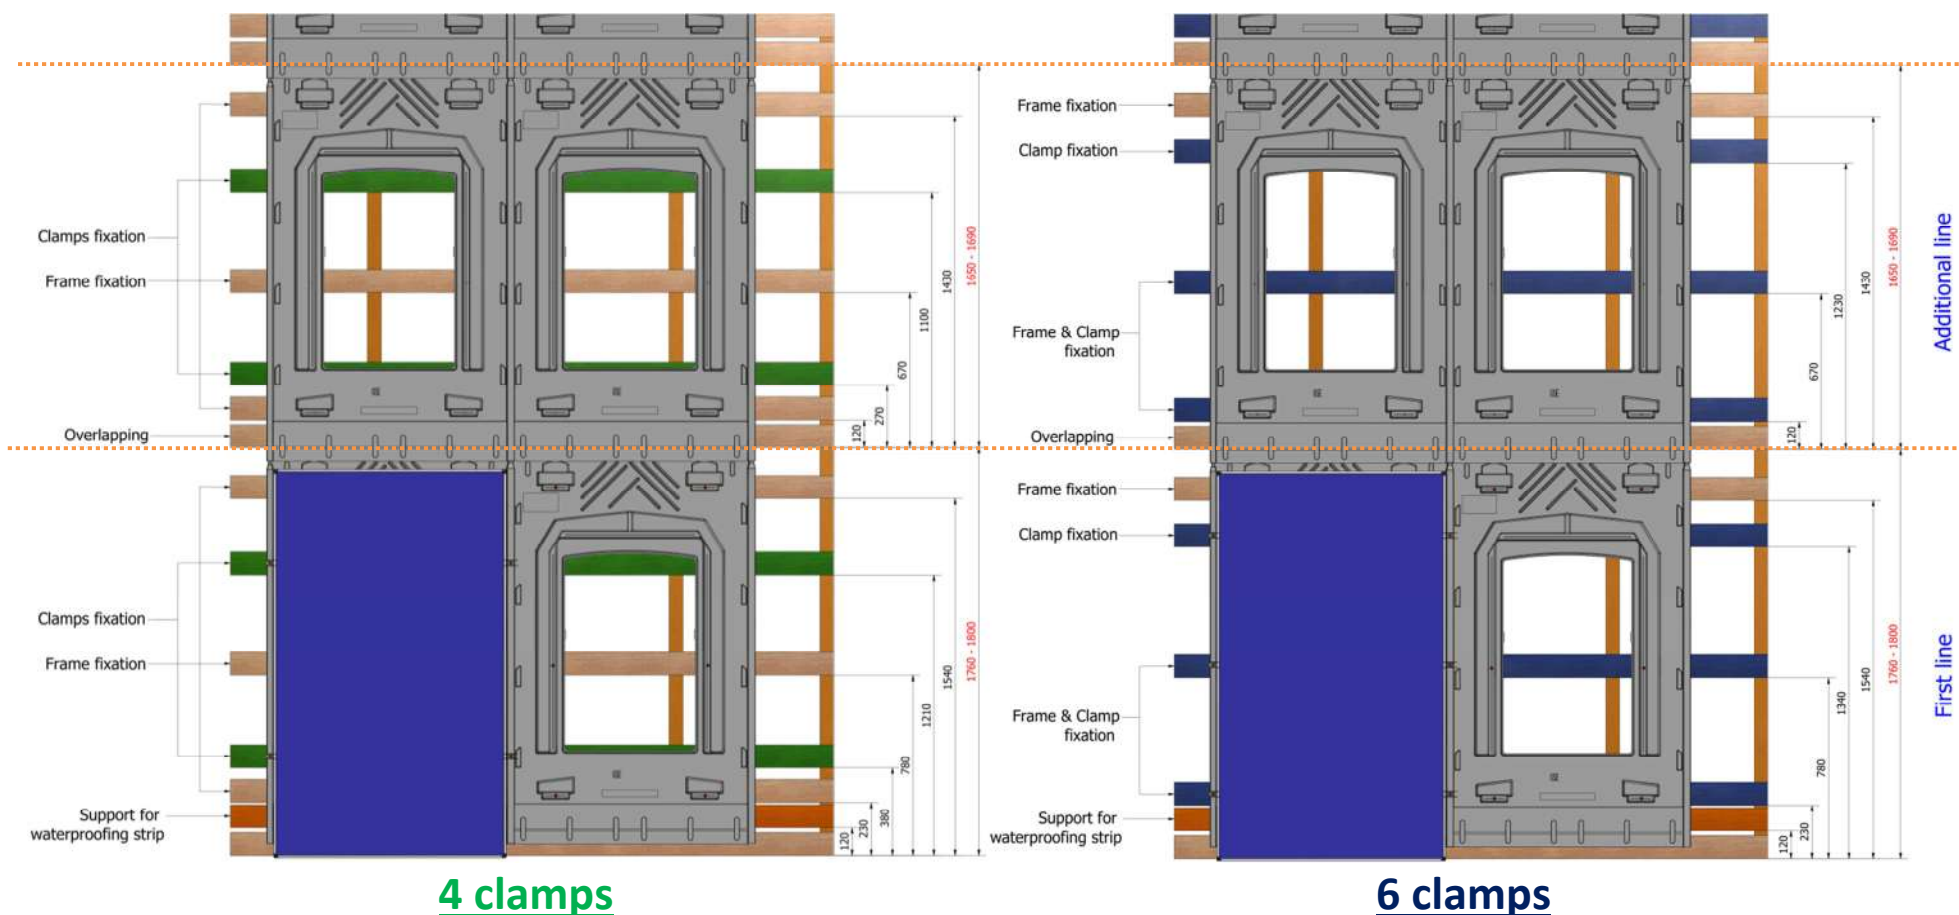 Clamps fixation
Frame fixation
Overlapping
1650 - 1690
1430
1100
670
270
120
Clamps fixation
Frame fixation
Support for
waterproofing strip
1760 - 1800
1540
1210
780
380
230
120
4 clamps
Frame fixation
Clamp fixation
Frame & Clamp
fixation
Overlapping
1650 - 1690
1430
1230
670
120
Additional line
Frame fixation
Clamp fixation
Frame & Clamp
fixation
Support for
waterproofing strip
1760 - 1800
1540
1340
780
230
120
First line
6 clamps